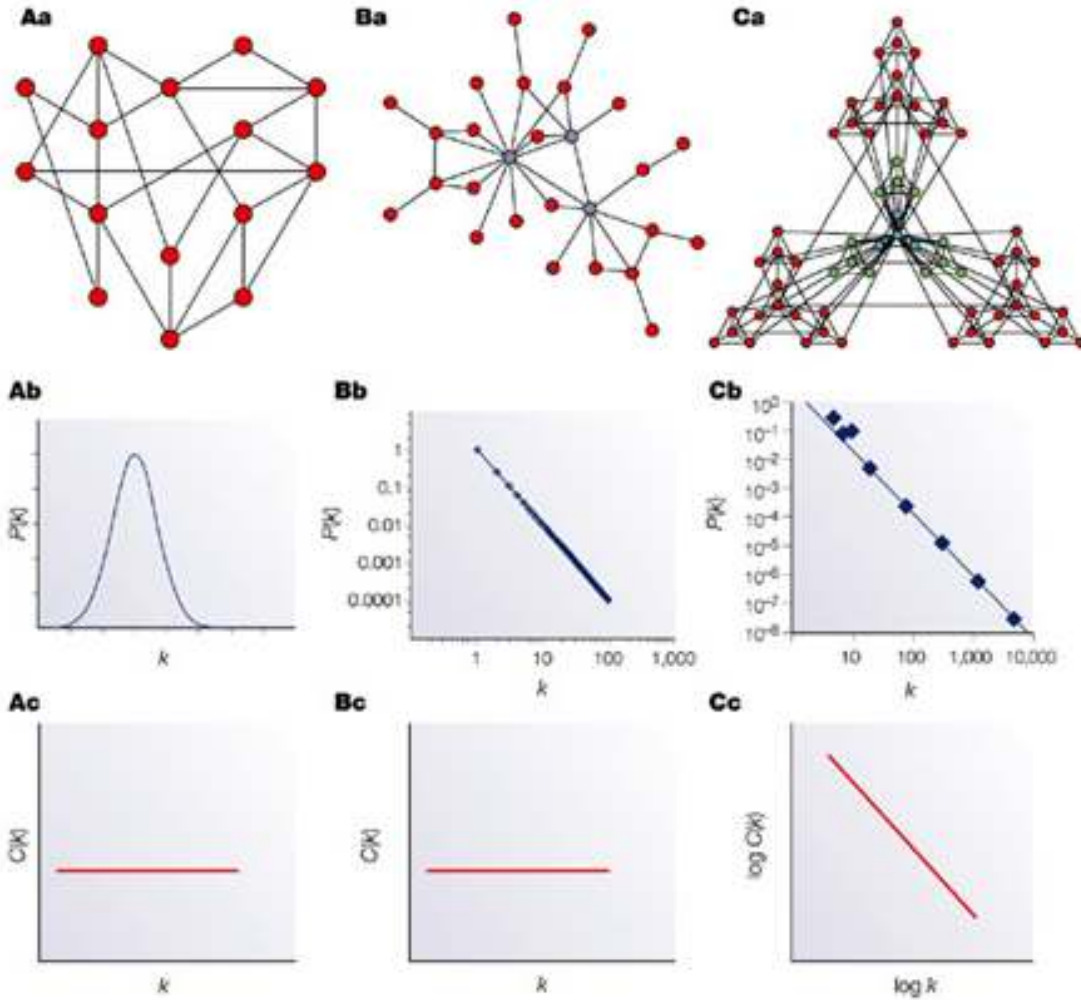 Aa
Ba
Ca
Ab
P(k)
k
Bb
1
0.1
0.01
0.001
0.0001
P(k)
1
10
100
1,000
k
Cb
10⁰
10⁻¹
10⁻²
10⁻³
10⁻⁴
10⁻⁵
10⁻⁶
10⁻⁷
10⁻⁸
P(k)
10
100
1,000
10,000
k
Ac
C(k)
k
Bc
C(k)
k
Cc
log C(k)
log k